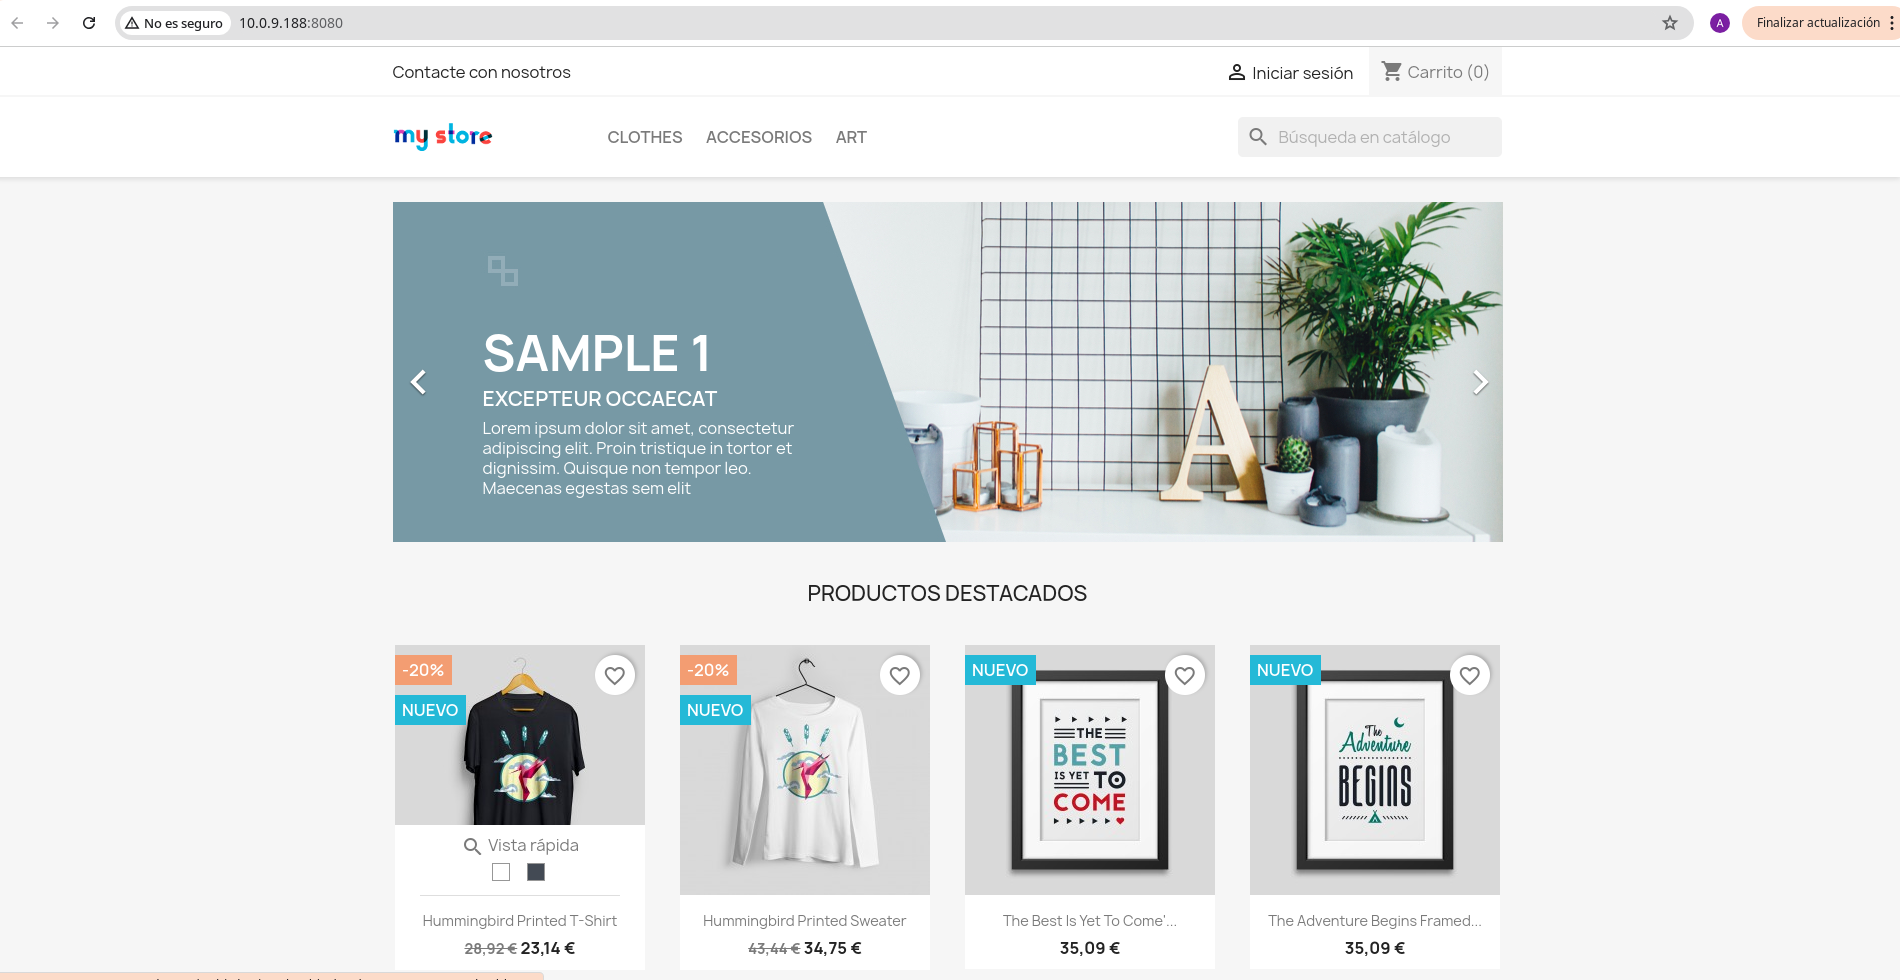 No es seguro
10.0.9.188:8080
A
Finalizar actualización
Contacte con nosotros
Iniciar sesión
Carrito (0)
my store
CLOTHES
ACCESORIOS
ART
Búsqueda en catálogo
SAMPLE 1
EXCEPTEUR OCCAECAT
Lorem ipsum dolor sit amet, consectetur
adipiscing elit. Proin tristique in tortor et
dignissim. Quisque non tempor leo.
Maecenas egestas sem elit
A
PRODUCTOS DESTACADOS
-20%
NUEVO
Vista rápida
Hummingbird Printed T-Shirt
28,92 € 23,14 €
-20%
NUEVO
Hummingbird Printed Sweater
43,44 € 34,75 €
NUEVO
THE
BEST
IS YET TO
COME
The Best Is Yet To Come'...
35,09 €
NUEVO
The
Adventure
BEGINS
The Adventure Begins Framed...
35,09 €